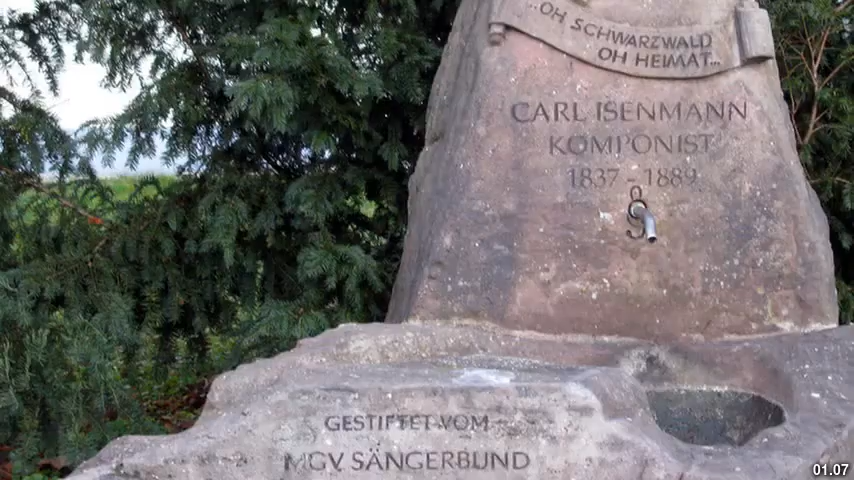 ...OH SCHWARZWALD
OH HEIMAT...
CARL ISENMANN
KOMPONIST
1837 - 1889
GESTIFTET VOM
MGV. SÄNGERBUND
01.07